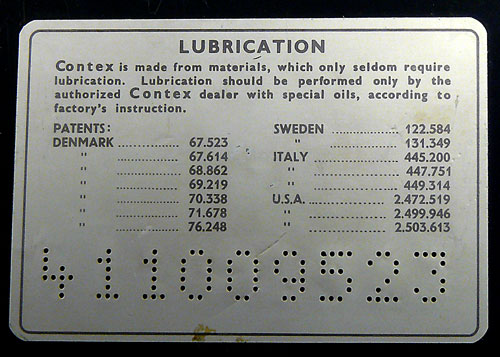 LUBRICATION
Contex is made from materials, which only seldom require
lubrication. Lubrication should be performed only by the
authorized Contex dealer with special oils, according to
factory's instruction.
PATENTS:
DENMARK .................. 67.523
" .................. 67.614
" .................. 68.862
" .................. 69.219
" .................. 70.338
" .................. 71.678
" .................. 76.248
SWEDEN .................. 122.584
" .................. 131.349
ITALY .................. 445.200
" .................. 447.751
" .................. 449.314
U.S.A. .................. 2.472.519
" .................. 2.499.946
" .................. 2.503.613
411009523